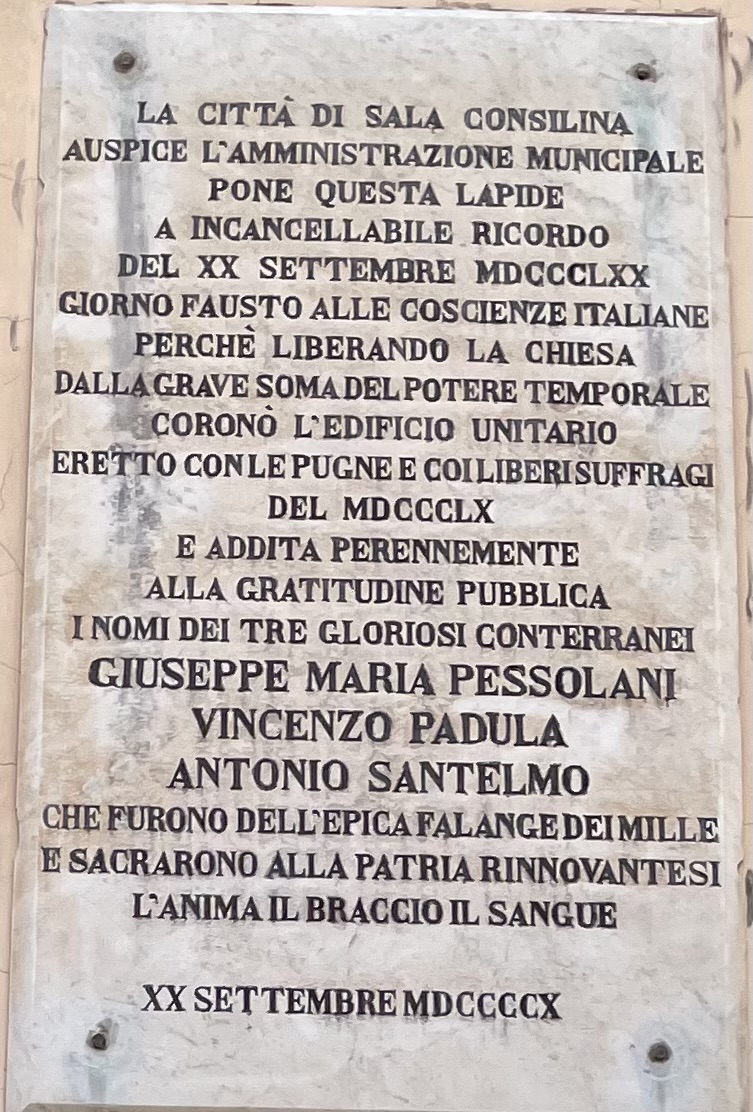 LA CITTÀ DI SALA CONSILINA
AUSPICE L'AMMINISTRAZIONE MUNICIPALE
PONE QUESTA LAPIDE
A INCANCELLABILE RICORDO
DEL XX SETTEMBRE MDCCCLXX
GIORNO FAUSTO ALLE COSCIENZE ITALIANE
PERCHÈ LIBERANDO LA CHIESA
DALLA GRAVE SOMA DEL POTERE TEMPORALE
CORONÒ L'EDIFICIO UNITARIO
ERETTO CON LE PUGNE E COI LIBERI SUFFRAGI
DEL MDCCCLX
E ADDITA PERENNEMENTE
ALLA GRATITUDINE PUBBLICA
I NOMI DEI TRE GLORIOSI CONTERRANEI
GIUSEPPE MARIA PESSOLANI
VINCENZO PADULA
ANTONIO SANTELMO
CHE FURONO DELL'EPICA FALANGE DEI MILLE
E SACRARONO ALLA PATRIA RINNOVANTESI
L'ANIMA IL BRACCIO IL SANGUE
XX SETTEMBRE MDCCCCX